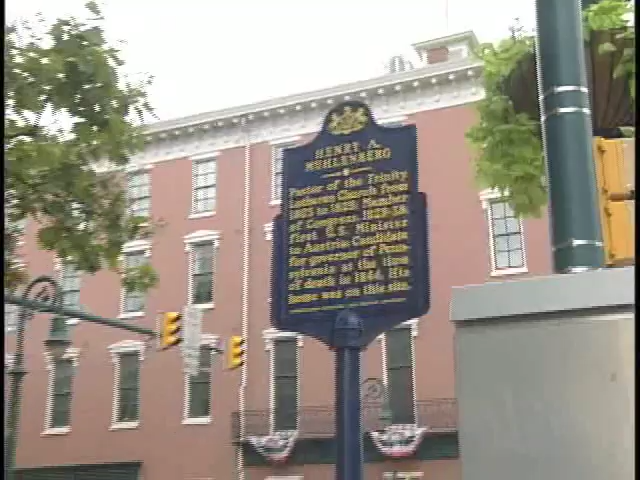 HENRY A.
MUHLENBERG
Pastor of the Trinity
Lutheran Church from
1803 to 1829. Member
of Congress, 1829-38.
First U.S. Minister
to Austria. Candidate
for governor of Penn-
sylvania at the time
of death in 1844. His
home was on this site.